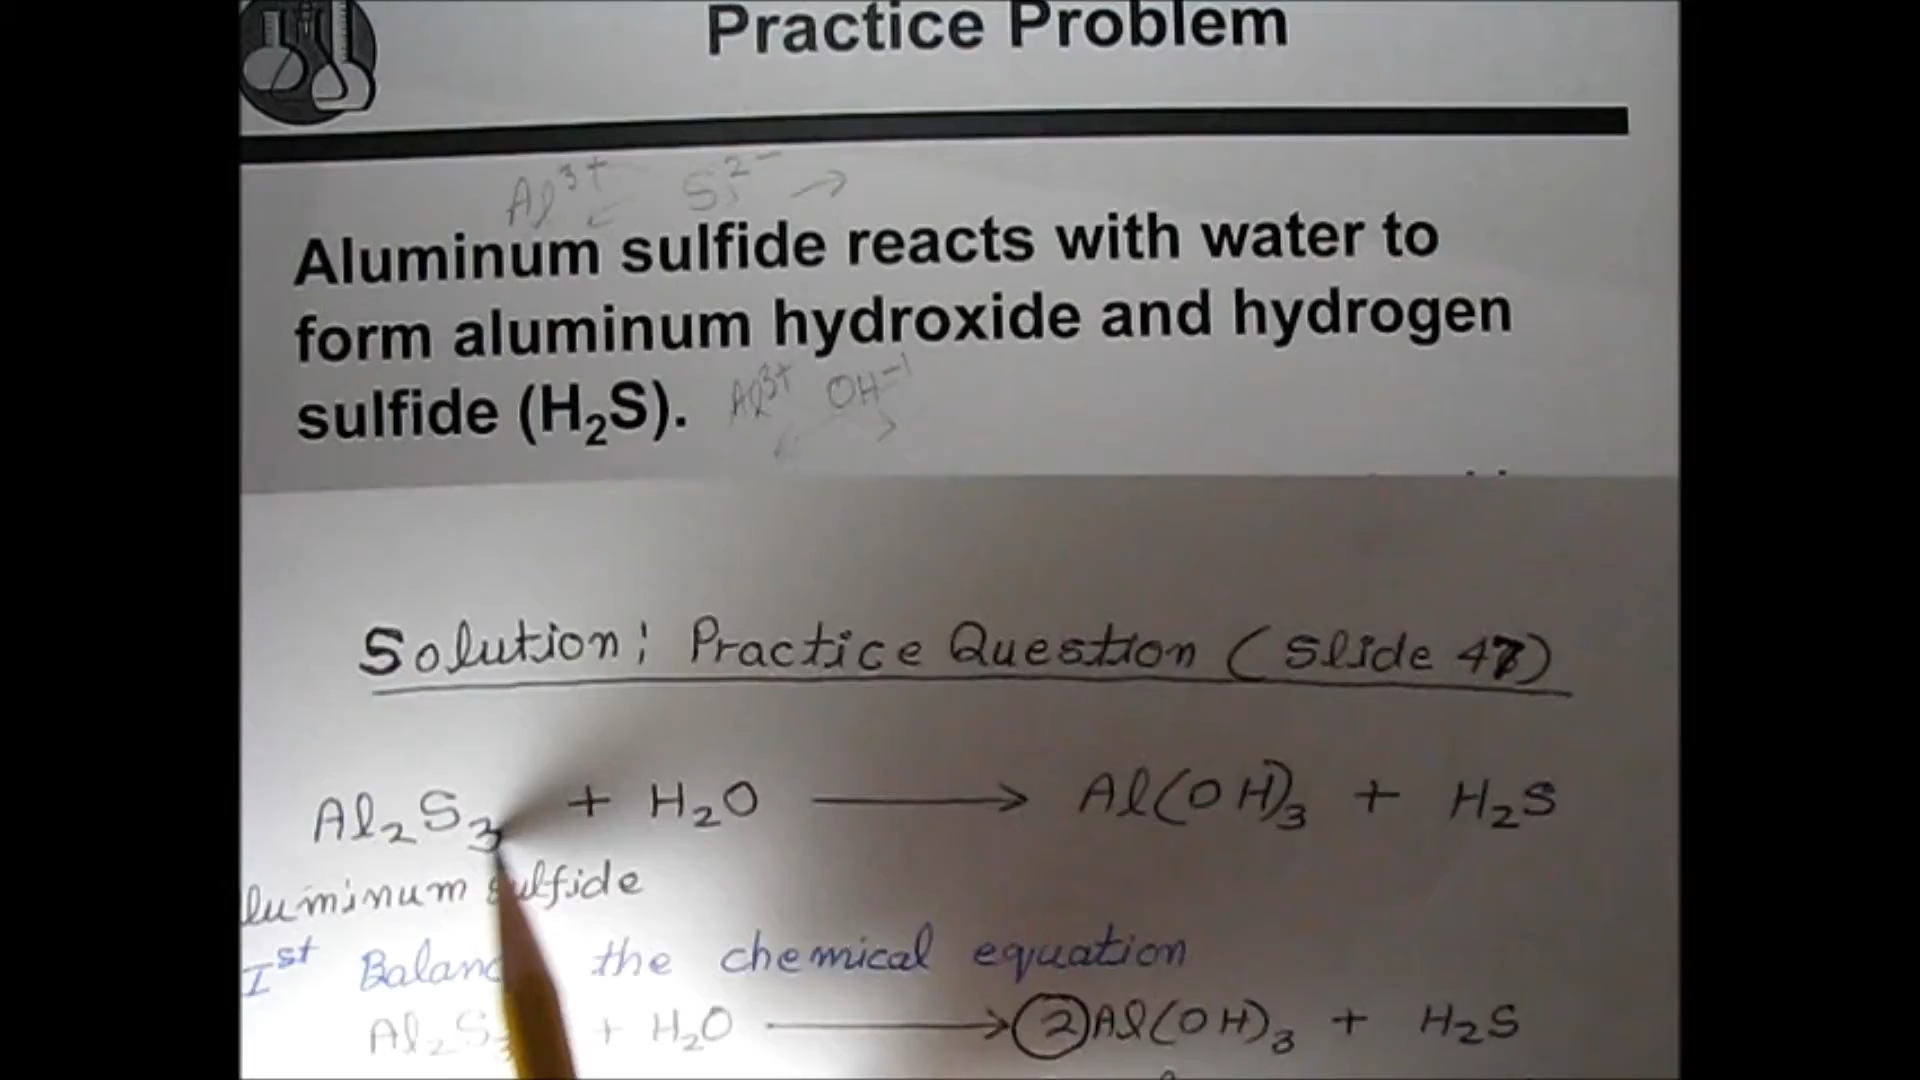 Practice Problem
Al³⁺ S²⁻ →
Aluminum sulfide reacts with water to
form aluminum hydroxide and hydrogen
sulfide (H₂S). Al³⁺ OH⁻¹
Solution: Practice Question (Slide 47)
Al₂S₃ + H₂O → Al(OH)₃ + H₂S
luminum sulfide
Iˢᵗ Balanc the chemical equation
Al₂S₃ + H₂O → 2Al(OH)₃ + H₂S